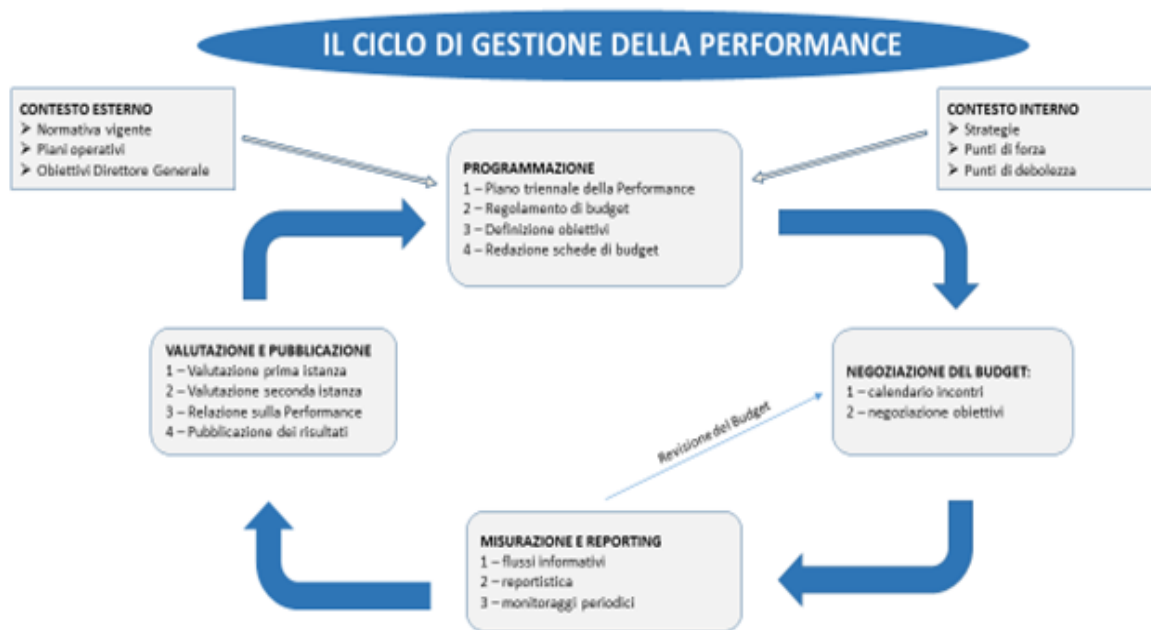 IL CICLO DI GESTIONE DELLA PERFORMANCE
CONTESTO ESTERNO
➤ Normativa vigente
➤ Piani operativi
➤ Obiettivi Direttore Generale
CONTESTO INTERNO
➤ Strategie
➤ Punti di forza
➤ Punti di debolezza
PROGRAMMAZIONE
1 – Piano triennale della Performance
2 – Regolamento di budget
3 – Definizione obiettivi
4 – Redazione schede di budget
VALUTAZIONE E PUBBLICAZIONE
1 – Valutazione prima istanza
2 – Valutazione seconda istanza
3 – Relazione sulla Performance
4 – Pubblicazione dei risultati
NEGOZIAZIONE DEL BUDGET:
1 – calendario incontri
2 – negoziazione obiettivi
Revisione del Budget
MISURAZIONE E REPORTING
1 – flussi informativi
2 – reportistica
3 – monitoraggi periodici